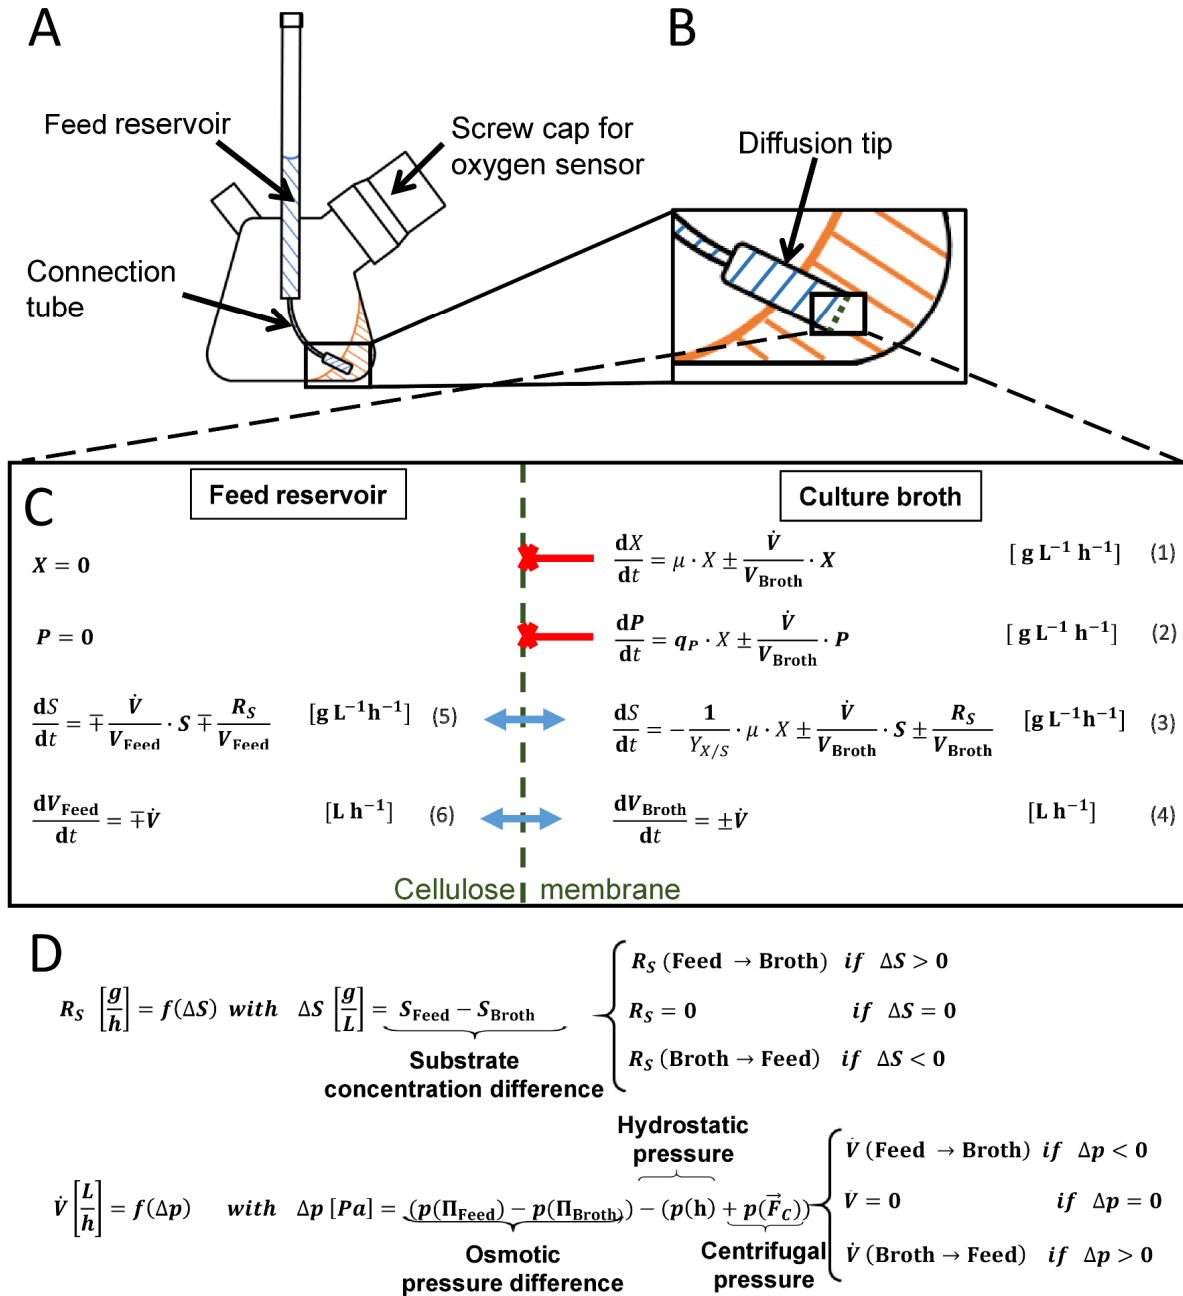 A
B
Feed reservoir
Screw cap for
oxygen sensor
Diffusion tip
Connection
tube
C
Feed reservoir
Culture broth
X = 0
dX/dt = μ · X ± V̇/V_Broth · X [g L⁻¹ h⁻¹] (1)
P = 0
dP/dt = q_P · X ± V̇/V_Broth · P [g L⁻¹ h⁻¹] (2)
dS/dt = ∓ V̇/V_Feed · S ∓ R_S/V_Feed [g L⁻¹h⁻¹] (5)
dS/dt = − 1/Y_X/S · μ · X ± V̇/V_Broth · S ± R_S/V_Broth [g L⁻¹h⁻¹] (3)
dV_Feed/dt = ∓V̇ [L h⁻¹] (6)
dV_Broth/dt = ±V̇ [L h⁻¹] (4)
Cellulose membrane
D
R_S (Feed → Broth) if ΔS > 0
R_S [g/h] = f(ΔS) with ΔS [g/L] = S_Feed − S_Broth
R_S = 0 if ΔS = 0
R_S (Broth → Feed) if ΔS < 0
Substrate
concentration difference
Hydrostatic
pressure
V̇ (Feed → Broth) if Δp < 0
V̇ [L/h] = f(Δp) with Δp [Pa] = (p(Π_Feed) − p(Π_Broth)) − (p(h) + p(F⃗_C))
V̇ = 0 if Δp = 0
V̇ (Broth → Feed) if Δp > 0
Osmotic
pressure difference
Centrifugal
pressure